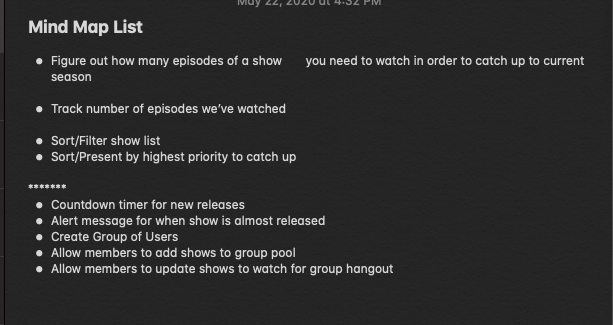 May 22, 2020 at 4:32 PM
Mind Map List
• Figure out how many episodes of a show you need to watch in order to catch up to current
season
• Track number of episodes we've watched
• Sort/Filter show list
• Sort/Present by highest priority to catch up
*******
• Countdown timer for new releases
• Alert message for when show is almost released
• Create Group of Users
• Allow members to add shows to group pool
• Allow members to update shows to watch for group hangout